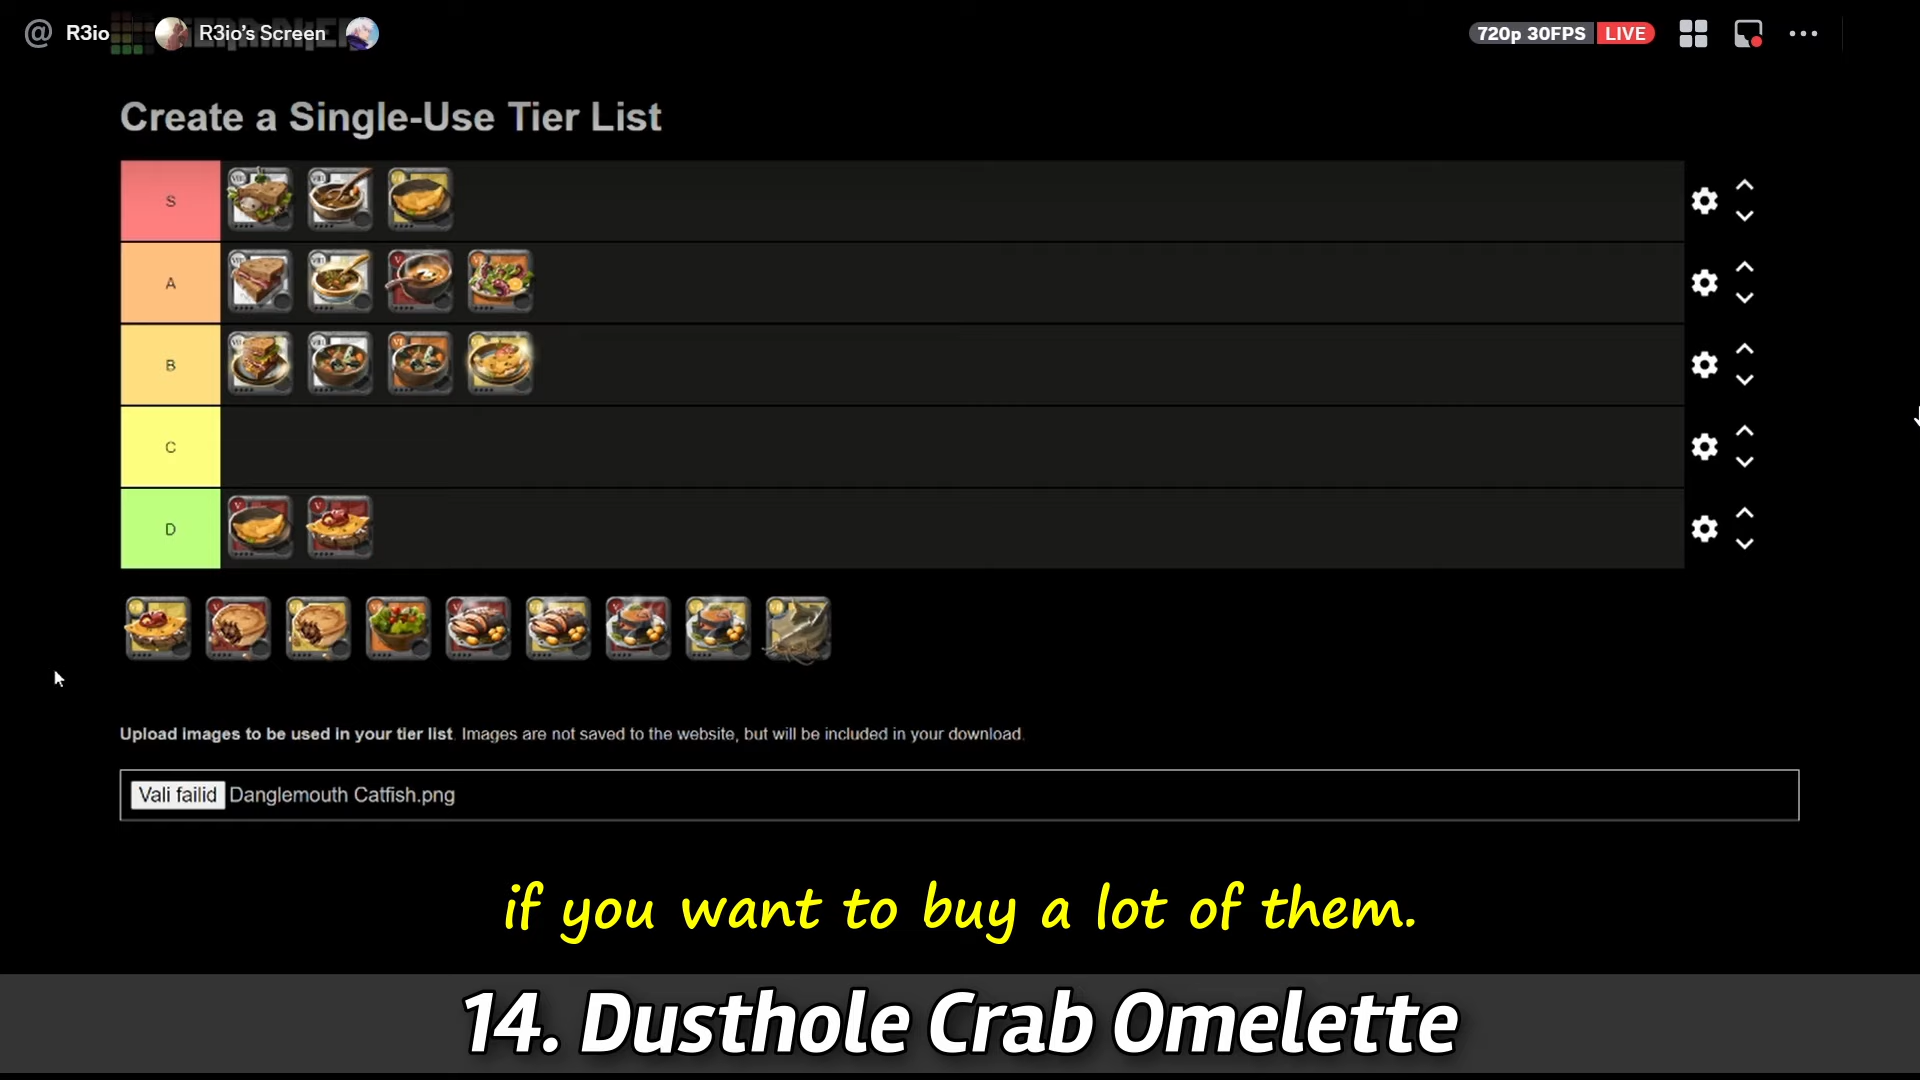 @ R3io R3io's Screen 720p 30FPS LIVE
Create a Single-Use Tier List
S
A
B
C
D
Upload images to be used in your tier list. Images are not saved to the website, but will be included in your download.
Vali failid Danglemouth Catfish.png
if you want to buy a lot of them.
14. Dusthole Crab Omelette